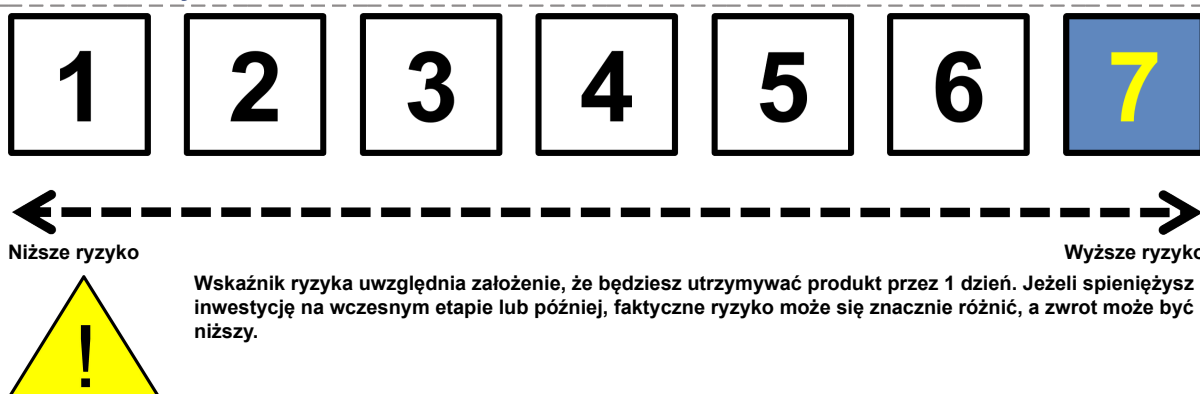 1 2 3 4 5 6 7
Niższe ryzyko Wyższe ryzyko
Wskaźnik ryzyka uwzględnia założenie, że będziesz utrzymywać produkt przez 1 dzień. Jeżeli spieniężysz
inwestycję na wczesnym etapie lub później, faktyczne ryzyko może się znacznie różnić, a zwrot może być
niższy.
!